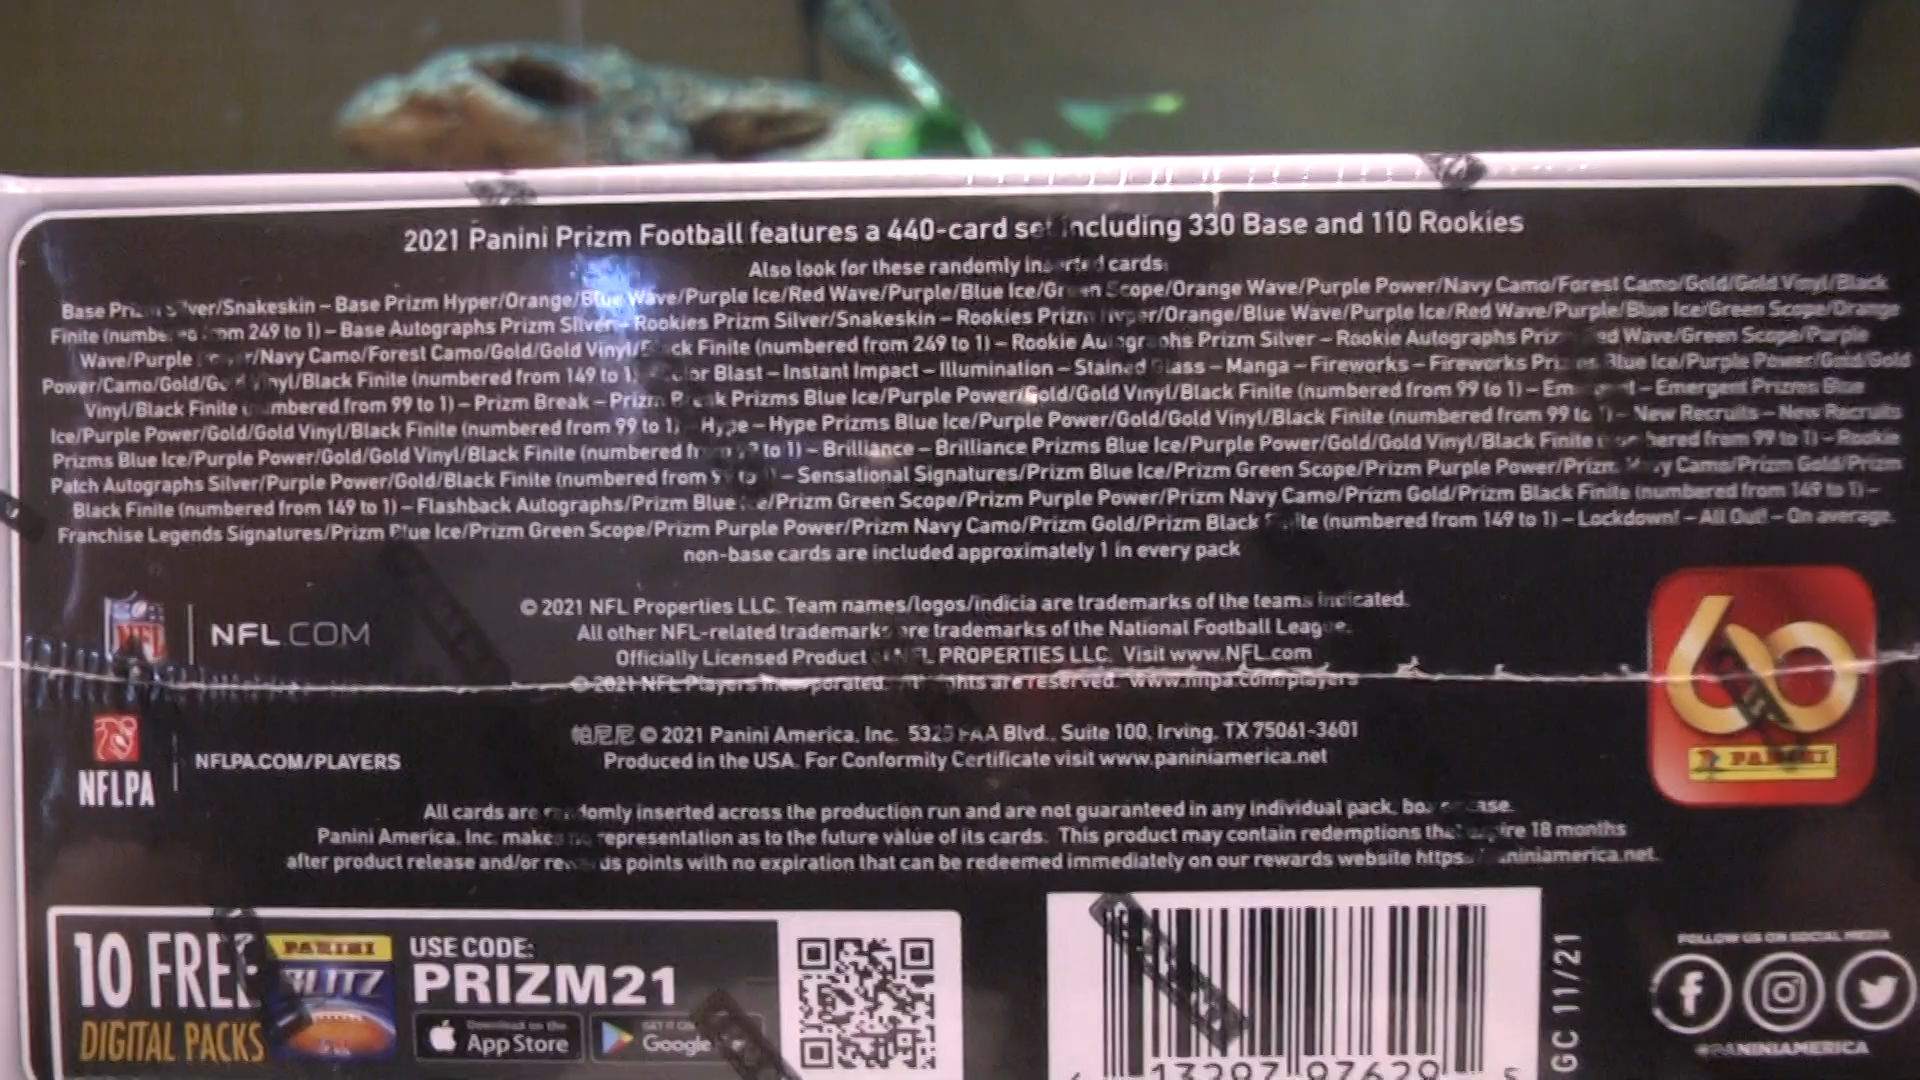 2021 Panini Prizm Football features a 440-card set including 330 Base and 110 Rookies
Also look for these randomly inserted cards:
Base Prizm Silver/Snakeskin – Base Prizm Hyper/Orange/Blue Wave/Purple Ice/Red Wave/Purple/Blue Ice/Green Scope/Orange Wave/Purple Power/Navy Camo/Forest Camo/Gold/Gold Vinyl/Black
Finite (numbered from 249 to 1) – Base Autographs Prizm Silver – Rookies Prizm Silver/Snakeskin – Rookies Prizm Hyper/Orange/Blue Wave/Purple Ice/Red Wave/Purple/Blue Ice/Green Scope/Orange
Wave/Purple Power/Navy Camo/Forest Camo/Gold/Gold Vinyl/Black Finite (numbered from 249 to 1) – Rookie Autographs Prizm Silver – Rookie Autographs Prizm Red Wave/Green Scope/Purple
Power/Camo/Gold/Gold Vinyl/Black Finite (numbered from 149 to 1) – Color Blast – Instant Impact – Illumination – Stained Glass – Manga – Fireworks – Fireworks Prizms Blue Ice/Purple Power/Gold/Gold
Vinyl/Black Finite (numbered from 99 to 1) – Prizm Break – Prizm Break Prizms Blue Ice/Purple Power/Gold/Gold Vinyl/Black Finite (numbered from 99 to 1) – Emergent – Emergent Prizms Blue
Ice/Purple Power/Gold/Gold Vinyl/Black Finite (numbered from 99 to 1) – Hype – Hype Prizms Blue Ice/Purple Power/Gold/Gold Vinyl/Black Finite (numbered from 99 to 1) – New Recruits – New Recruits
Prizms Blue Ice/Purple Power/Gold/Gold Vinyl/Black Finite (numbered from 99 to 1) – Brilliance – Brilliance Prizms Blue Ice/Purple Power/Gold/Gold Vinyl/Black Finite (numbered from 99 to 1) – Rookie
Patch Autographs Silver/Purple Power/Gold/Black Finite (numbered from 99 to 1) – Sensational Signatures/Prizm Blue Ice/Prizm Green Scope/Prizm Purple Power/Prizm Navy Camo/Prizm Gold/Prizm
Black Finite (numbered from 149 to 1) – Flashback Autographs/Prizm Blue Ice/Prizm Green Scope/Prizm Purple Power/Prizm Navy Camo/Prizm Gold/Prizm Black Finite (numbered from 149 to 1) –
Franchise Legends Signatures/Prizm Blue Ice/Prizm Green Scope/Prizm Purple Power/Prizm Navy Camo/Prizm Gold/Prizm Black Finite (numbered from 149 to 1) – Lockdown! – All Out! – On average,
non-base cards are included approximately 1 in every pack
NFL
NFL.COM
© 2021 NFL Properties LLC. Team names/logos/indicia are trademarks of the teams indicated.
All other NFL-related trademarks are trademarks of the National Football League.
Officially Licensed Product of NFL PROPERTIES LLC. Visit www.NFL.com
© 2021 NFL Players Incorporated. All rights are reserved. www.nflpa.com/players
60
PANINI
NFLPA
NFLPA.COM/PLAYERS
帕尼尼 © 2021 Panini America, Inc. 5325 FAA Blvd., Suite 100, Irving, TX 75061-3601
Produced in the USA. For Conformity Certificate visit www.paniniamerica.net
All cards are randomly inserted across the production run and are not guaranteed in any individual pack, box or case.
Panini America, Inc. makes no representation as to the future value of its cards. This product may contain redemptions that expire 18 months
after product release and/or rewards points with no expiration that can be redeemed immediately on our rewards website https://paniniamerica.net.
10 FREE
DIGITAL PACKS
PANINI
BLITZ
USE CODE:
PRIZM21
Download on the
App Store
GET IT ON
Google Play
GC 11/21
FOLLOW US ON SOCIAL MEDIA
@PANINIAMERICA